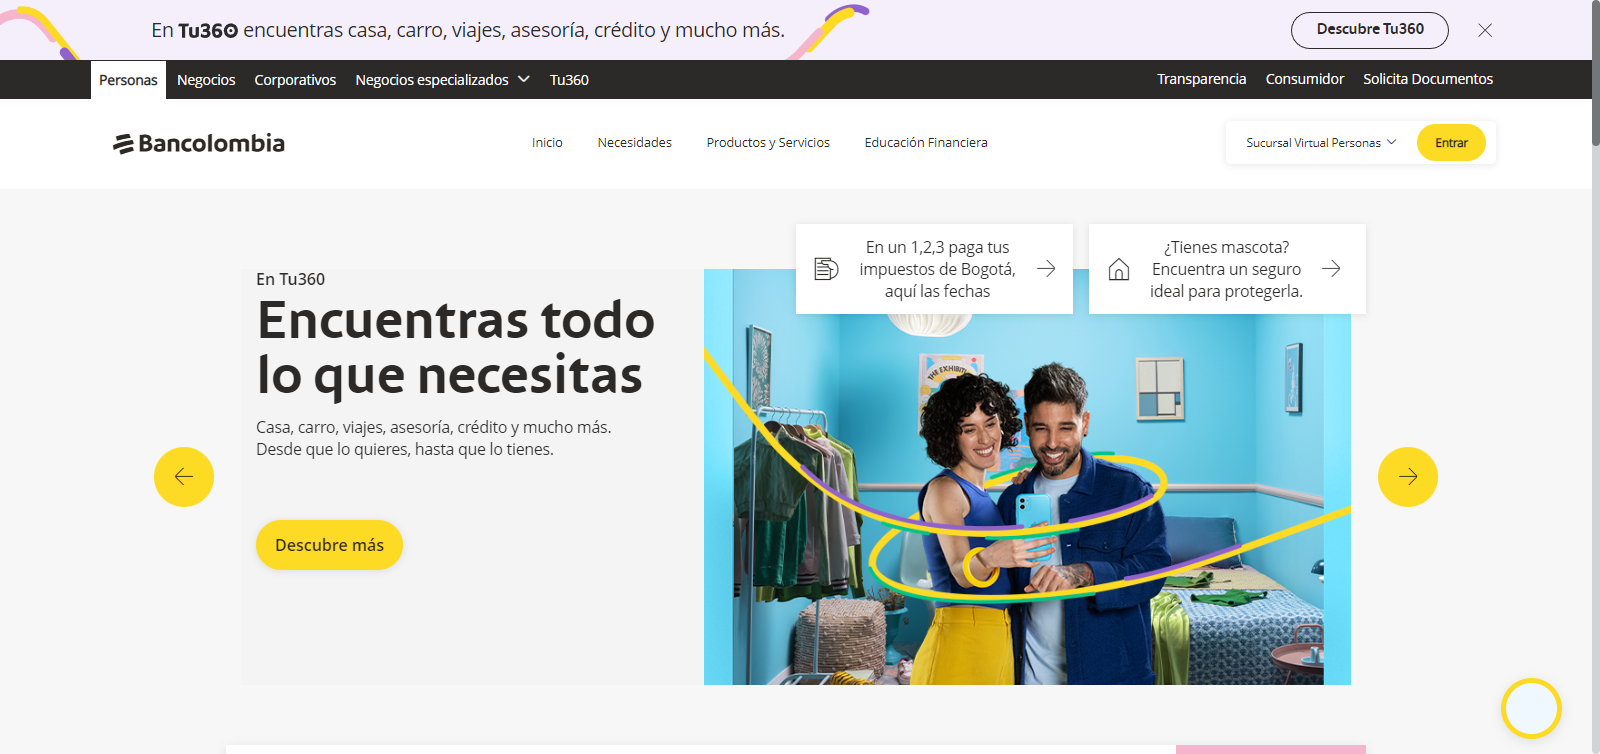 En Tu360 encuentras casa, carro, viajes, asesoría, crédito y mucho más.
Descubre Tu360
Personas
Negocios
Corporativos
Negocios especializados
Tu360
Transparencia
Consumidor
Solicita Documentos
Bancolombia
Inicio
Necesidades
Productos y Servicios
Educación Financiera
Sucursal Virtual Personas
Entrar
En un 1,2,3 paga tus
impuestos de Bogotá,
aquí las fechas
¿Tienes mascota?
Encuentra un seguro
ideal para protegerla.
En Tu360
Encuentras todo
lo que necesitas
Casa, carro, viajes, asesoría, crédito y mucho más.
Desde que lo quieres, hasta que lo tienes.
Descubre más
THE EXHIBIT